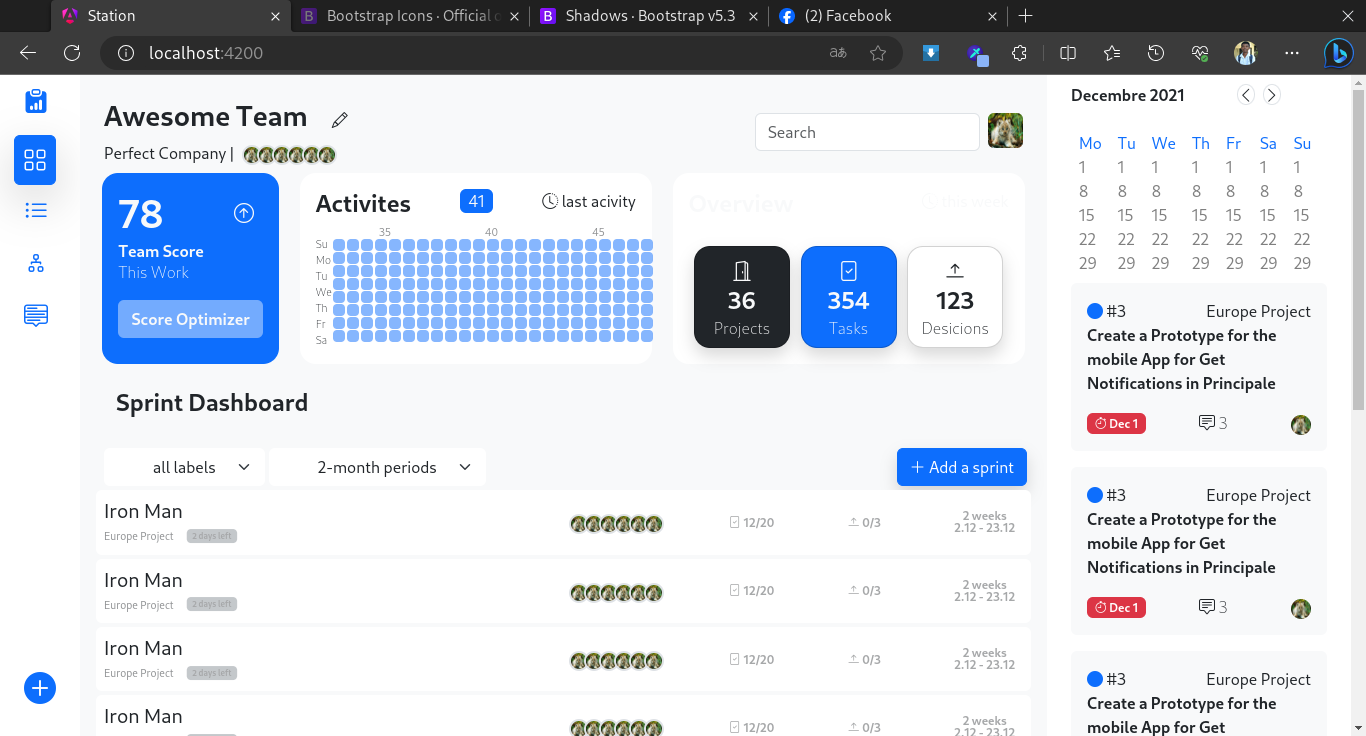 Station
Bootstrap Icons · Official o
Shadows · Bootstrap v5.3
(2) Facebook
localhost:4200
aあ
Awesome Team
Perfect Company |
Search
78
Team Score
This Work
Score Optimizer
Activites
41
last acivity
35 40 45
Su
Mo
Tu
We
Th
Fr
Sa
Overview
this week
36
Projects
354
Tasks
123
Desicions
Sprint Dashboard
all labels
2-month periods
+ Add a sprint
Iron Man
Europe Project 2 days left
12/20
0/3
2 weeks
2.12 - 23.12
Iron Man
Europe Project 2 days left
12/20
0/3
2 weeks
2.12 - 23.12
Iron Man
Europe Project 2 days left
12/20
0/3
2 weeks
2.12 - 23.12
Iron Man
12/20
0/3
2 weeks
2.12 - 23.12
Decembre 2021
Mo Tu We Th Fr Sa Su
1 1 1 1 1 1 1
8 8 8 8 8 8 8
15 15 15 15 15 15 15
22 22 22 22 22 22 22
29 29 29 29 29 29 29
#3 Europe Project
Create a Prototype for the
mobile App for Get
Notifications in Principale
Dec 1
3
#3 Europe Project
Create a Prototype for the
mobile App for Get
Notifications in Principale
Dec 1
3
#3 Europe Project
Create a Prototype for the
mobile App for Get